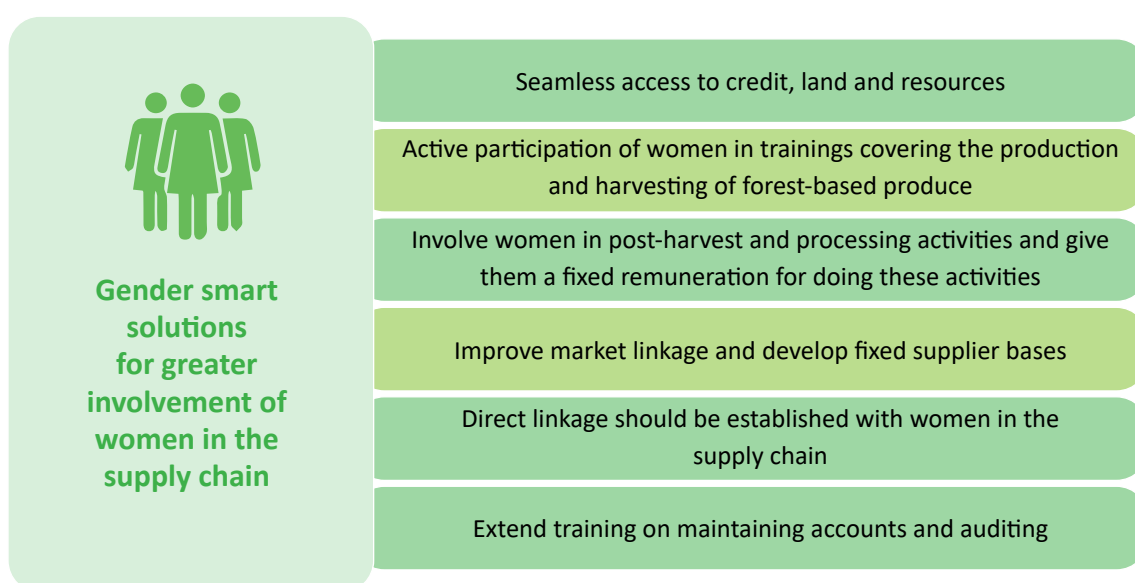 Gender smart
solutions
for greater
involvement of
women in the
supply chain
Seamless access to credit, land and resources
Active participation of women in trainings covering the production
and harvesting of forest-based produce
Involve women in post-harvest and processing activities and give
them a fixed remuneration for doing these activities
Improve market linkage and develop fixed supplier bases
Direct linkage should be established with women in the
supply chain
Extend training on maintaining accounts and auditing